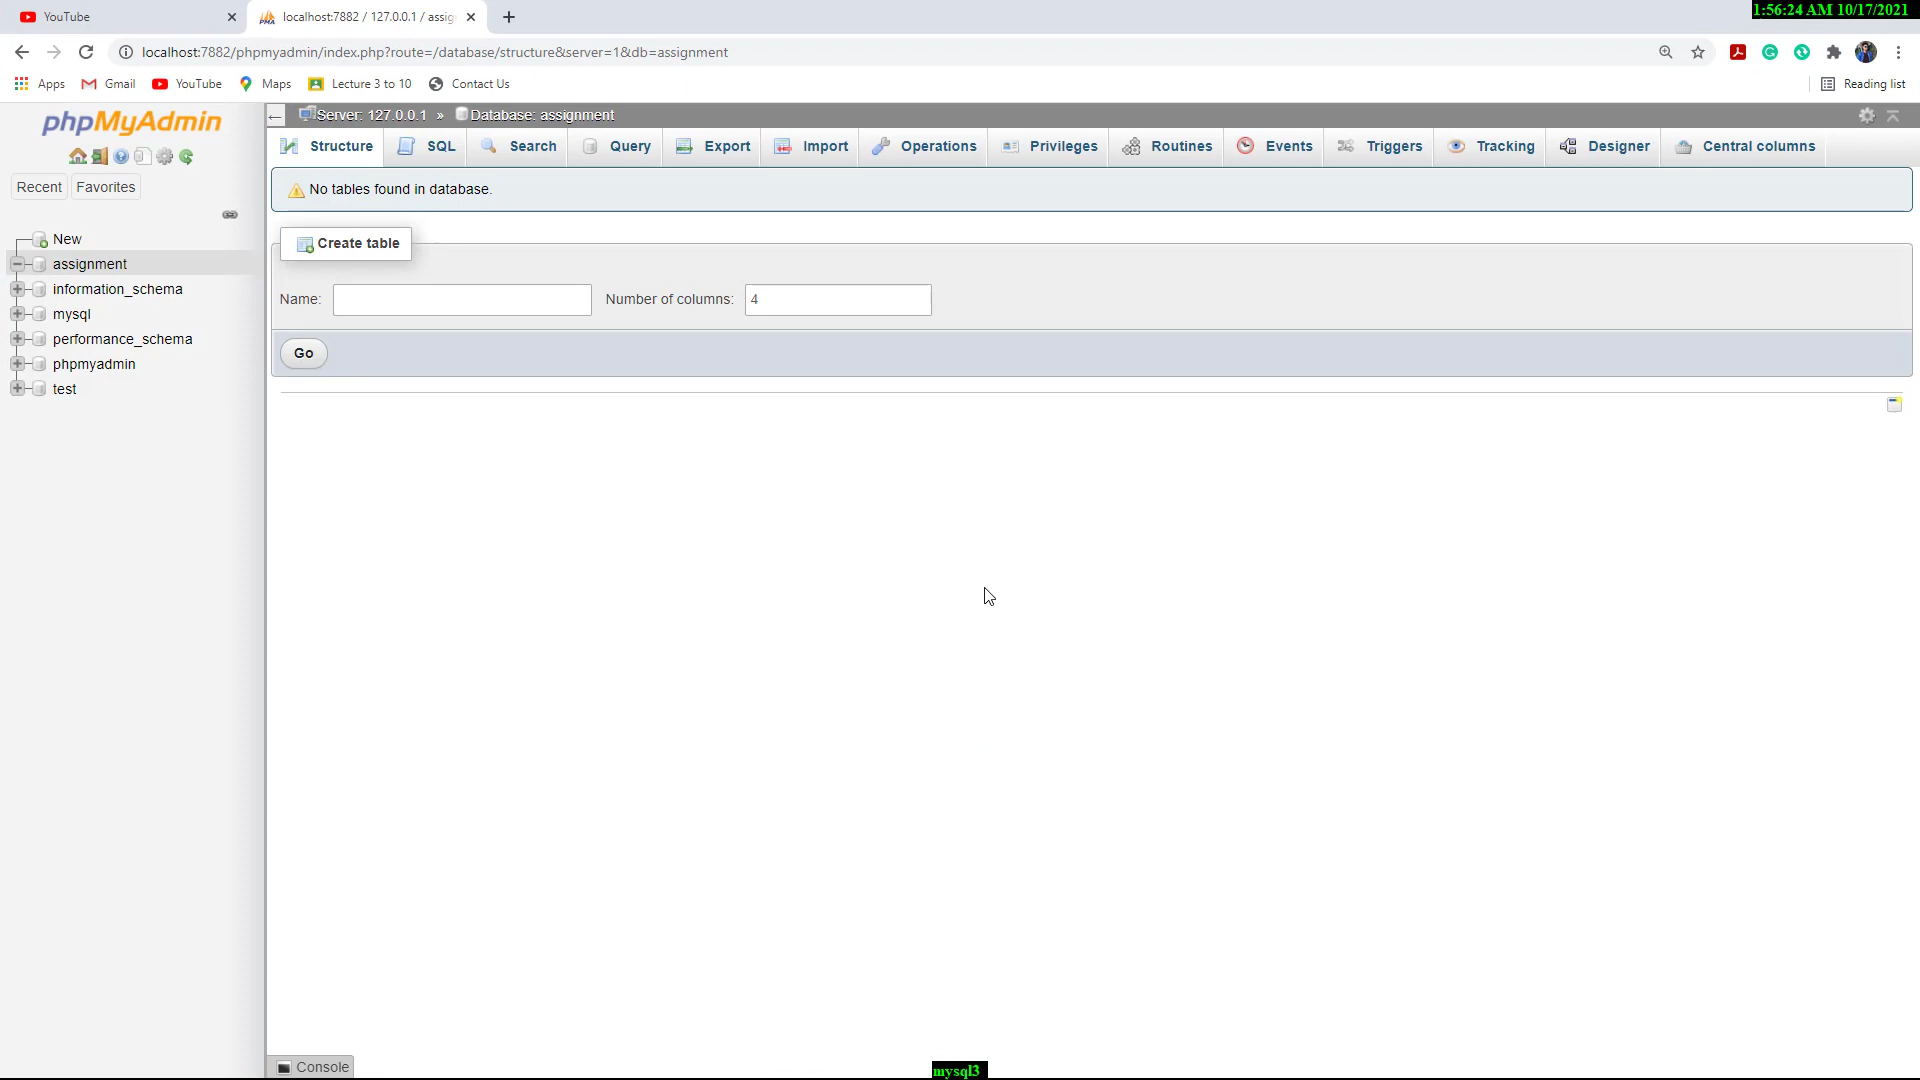 YouTube
localhost:7882 / 127.0.0.1 / assig
1:56:24 AM 10/17/2021
localhost:7882/phpmyadmin/index.php?route=/database/structure&server=1&db=assignment
Apps
Gmail
YouTube
Maps
Lecture 3 to 10
Contact Us
Reading list
phpMyAdmin
Recent
Favorites
New
assignment
information_schema
mysql
performance_schema
phpmyadmin
test
Server: 127.0.0.1 » Database: assignment
Structure
SQL
Search
Query
Export
Import
Operations
Privileges
Routines
Events
Triggers
Tracking
Designer
Central columns
No tables found in database.
Create table
Name:
Number of columns: 4
Go
Console
mysql3